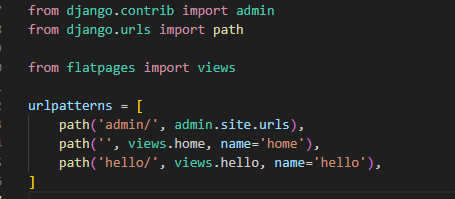 from django.contrib import admin
from django.urls import path
from flatpages import views
urlpatterns = [
    path('admin/', admin.site.urls),
    path('', views.home, name='home'),
    path('hello/', views.hello, name='hello'),
]